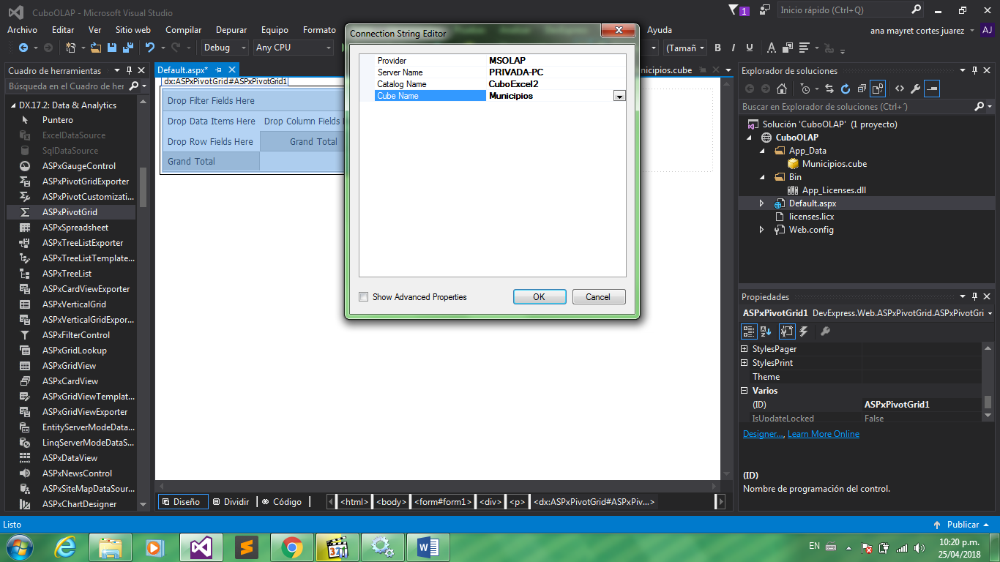 CuboOLAP - Microsoft Visual Studio
1
Inicio rápido (Ctrl+Q)
Archivo Editar Ver Sitio web Compilar Depurar Equipo Formato
Ayuda
ana mayret cortes juarez
AJ
Debug
Any CPU
(Tamañ
B I U
Cuadro de herramientas
Búsqueda en el Cuadro de her
DX.17.2: Data & Analytics
Puntero
ExcelDataSource
SqlDataSource
ASPxGaugeControl
ASPxPivotGridExporter
ASPxPivotCustomizati...
ASPxPivotGrid
ASPxSpreadsheet
ASPxTreeListExporter
ASPxTreeListTemplate...
ASPxTreeList
ASPxCardViewExporter
ASPxVerticalGrid
ASPxVerticalGridExpor...
ASPxFilterControl
ASPxGridLookup
ASPxGridView
ASPxCardView
ASPxGridViewTemplat...
ASPxGridViewExporter
EntityServerModeData...
LinqServerModeDataS...
ASPxDataView
ASPxNewsControl
ASPxSiteMapDataSour...
ASPxChartDesigner
Default.aspx*
nicipios.cube
dx:ASPxPivotGrid#ASPxPivotGrid1
Drop Filter Fields Here
Drop Data Items Here
Drop Column Fields
Drop Row Fields Here
Grand Total
Grand Total
Connection String Editor
Provider MSOLAP
Server Name PRIVADA-PC
Catalog Name CuboExcel2
Cube Name Municipios
Show Advanced Properties
OK
Cancel
Diseño
Dividir
Código
<html> <body> <form#form1> <div> <p> <dx:ASPxPivotGrid#ASPxPiv...>
Explorador de soluciones
Buscar en Explorador de soluciones (Ctrl+´)
Solución 'CuboOLAP' (1 proyecto)
CuboOLAP
App_Data
Municipios.cube
Bin
App_Licenses.dll
Default.aspx
licenses.licx
Web.config
Propiedades
ASPxPivotGrid1 DevExpress.Web.ASPxPivotGrid.ASPxPivotGri
StylesPager
StylesPrint
Theme
Varios
(ID) ASPxPivotGrid1
IsUpdateLocked False
Designer..., Learn More Online
(ID)
Nombre de programación del control.
Listo
Publicar
EN
10:20 p.m.
25/04/2018